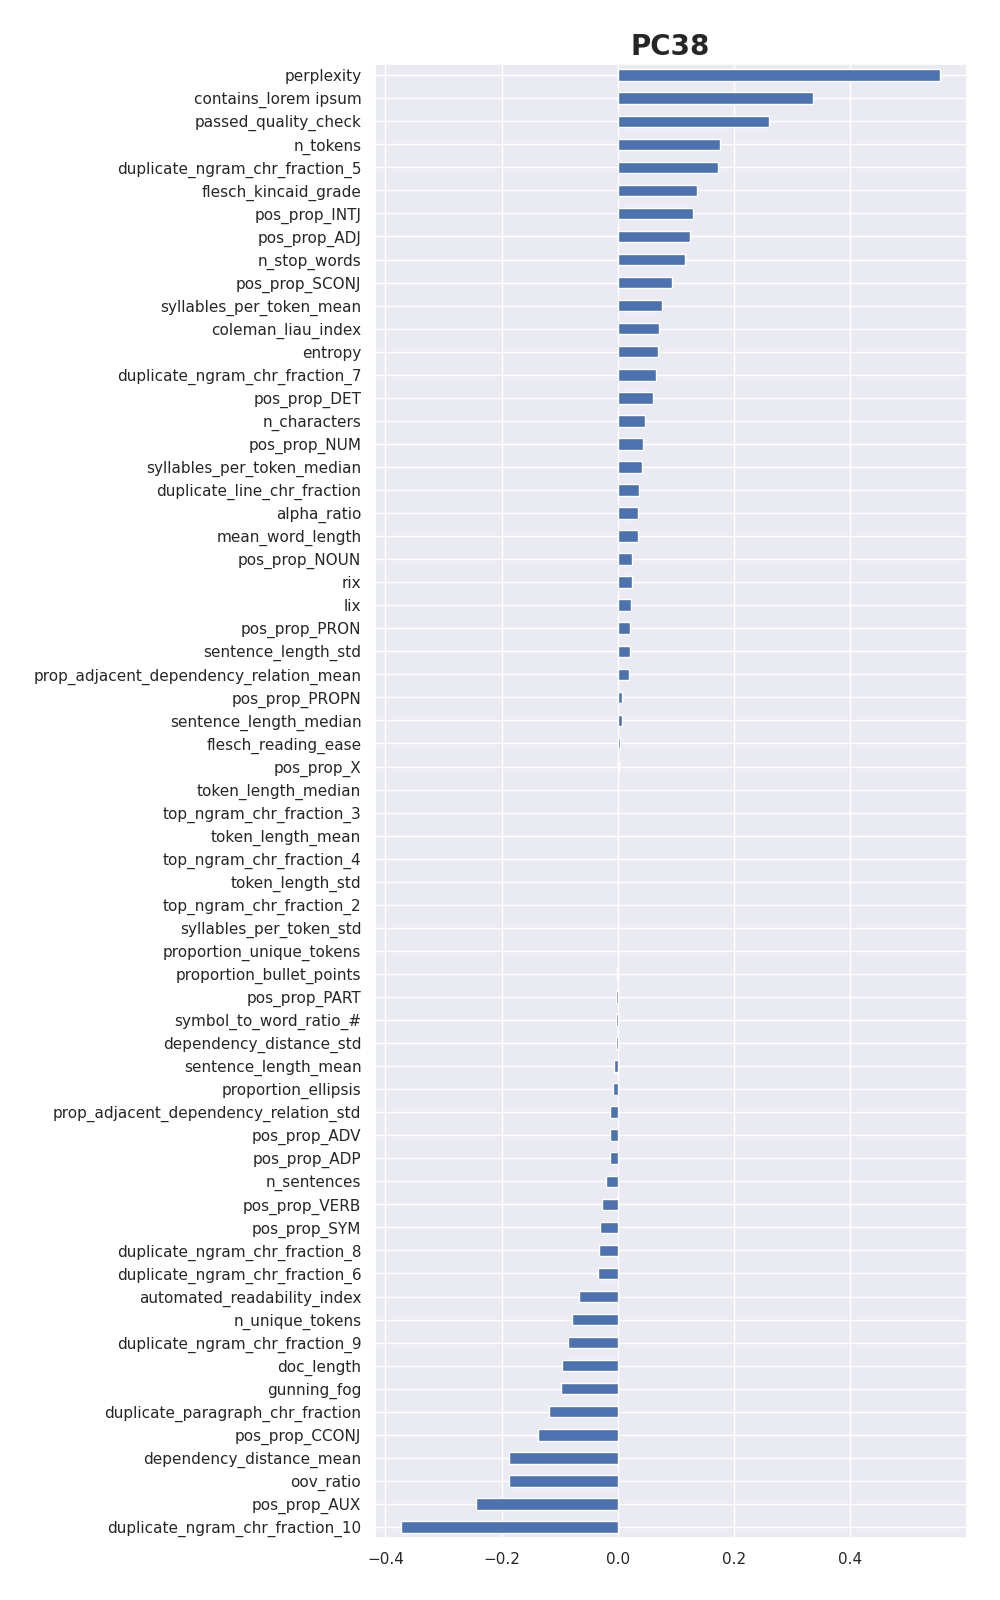 PC38
perplexity
contains_lorem ipsum
passed_quality_check
n_tokens
duplicate_ngram_chr_fraction_5
flesch_kincaid_grade
pos_prop_INTJ
pos_prop_ADJ
n_stop_words
pos_prop_SCONJ
syllables_per_token_mean
coleman_liau_index
entropy
duplicate_ngram_chr_fraction_7
pos_prop_DET
n_characters
pos_prop_NUM
syllables_per_token_median
duplicate_line_chr_fraction
alpha_ratio
mean_word_length
pos_prop_NOUN
rix
lix
pos_prop_PRON
sentence_length_std
prop_adjacent_dependency_relation_mean
pos_prop_PROPN
sentence_length_median
flesch_reading_ease
pos_prop_X
token_length_median
top_ngram_chr_fraction_3
token_length_mean
top_ngram_chr_fraction_4
token_length_std
top_ngram_chr_fraction_2
syllables_per_token_std
proportion_unique_tokens
proportion_bullet_points
pos_prop_PART
symbol_to_word_ratio_#
dependency_distance_std
sentence_length_mean
proportion_ellipsis
prop_adjacent_dependency_relation_std
pos_prop_ADV
pos_prop_ADP
n_sentences
pos_prop_VERB
pos_prop_SYM
duplicate_ngram_chr_fraction_8
duplicate_ngram_chr_fraction_6
automated_readability_index
n_unique_tokens
duplicate_ngram_chr_fraction_9
doc_length
gunning_fog
duplicate_paragraph_chr_fraction
pos_prop_CCONJ
dependency_distance_mean
oov_ratio
pos_prop_AUX
duplicate_ngram_chr_fraction_10
−0.4 −0.2 0.0 0.2 0.4